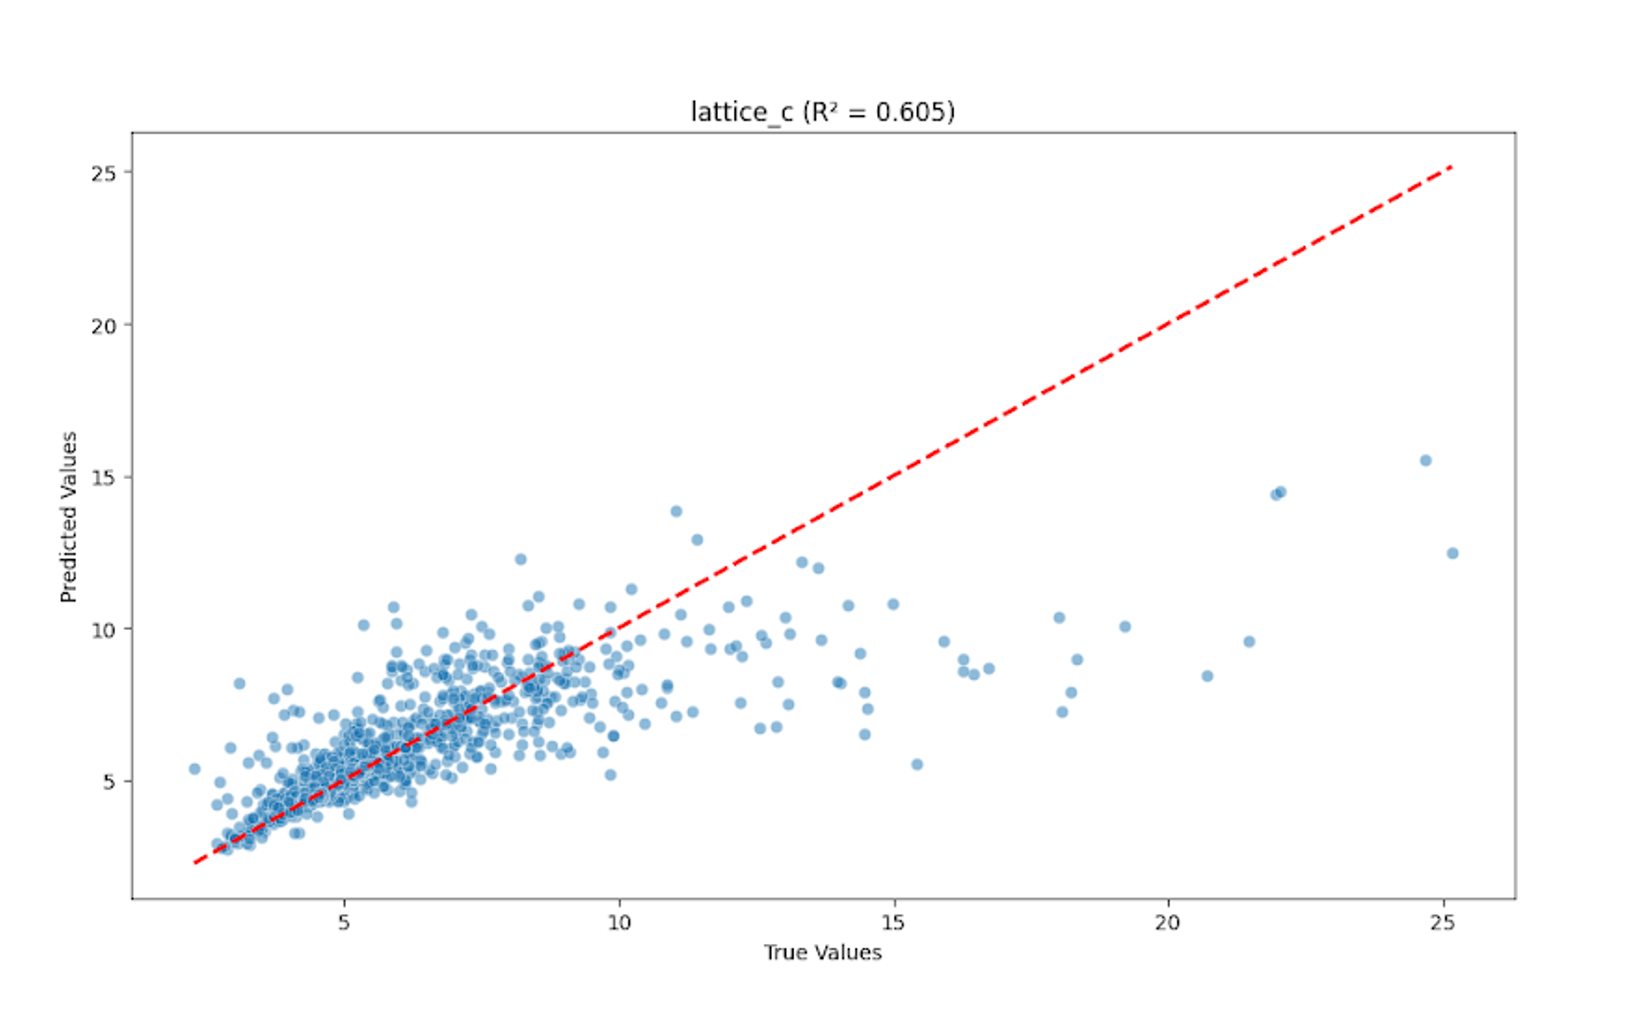 lattice_c (R² = 0.605)
25
20
15
10
5
Predicted Values
5 10 15 20 25
True Values